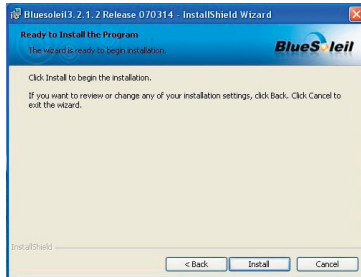 Bluesoleil3.2.1.2 Release 070314 - InstallShield Wizard
Ready to Install the Program
The wizard is ready to begin installation.
BlueSoleil
Click Install to begin the installation.
If you want to review or change any of your installation settings, click Back. Click Cancel to
exit the wizard.
InstallShield
< Back Install Cancel